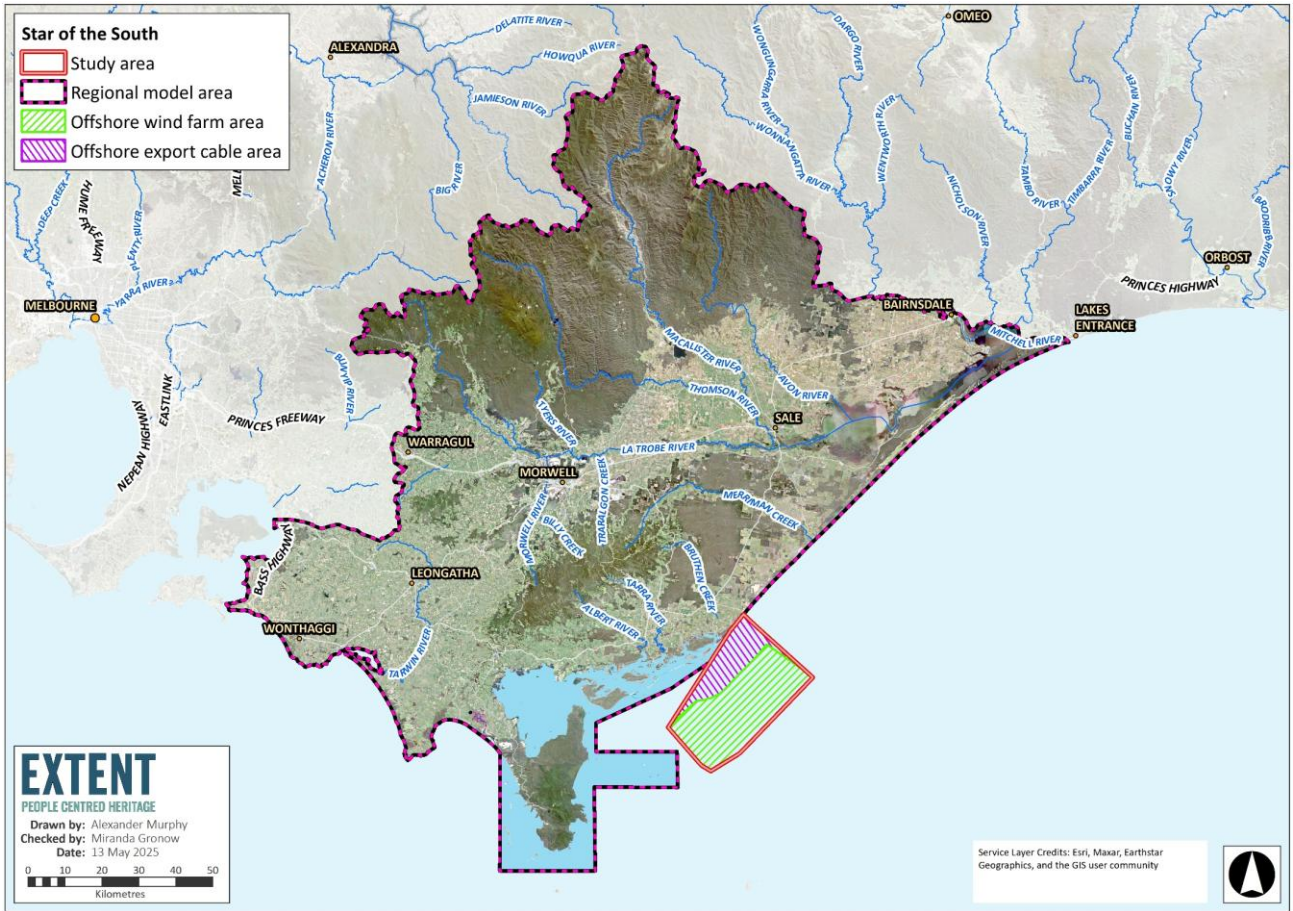 Star of the South
Study area
Regional model area
Offshore wind farm area
Offshore export cable area
OMEO
DELATITE RIVER
ALEXANDRA
HOWQUA RIVER
WONGUNGARRA RIVER
DARGO RIVER
BUCHAN RIVER
JAMIESON RIVER
WENTWORTH RIVER
WONNANGATTA RIVER
ACHERON RIVER
TAMBO RIVER
TIMBARRA RIVER
SNOWY RIVER
DEEP CREEK
HUME FREEWAY
PLENTY RIVER
BIG RIVER
NICHOLSON RIVER
BRODRIBB RIVER
ORBOST
PRINCES HIGHWAY
MELBOURNE
YARRA RIVER
BAIRNSDALE
LAKES
ENTRANCE
MITCHELL RIVER
MACALISTER RIVER
BUNYIP RIVER
EASTLINK
NEPEAN HIGHWAY
PRINCES FREEWAY
TYERS RIVER
THOMSON RIVER
AVON RIVER
SALE
WARRAGUL
LA TROBE RIVER
MORWELL
TRARALGON CREEK
MERRIMAN CREEK
MORWELL RIVER
BILLY CREEK
BASS HIGHWAY
LEONGATHA
BRUTHEN CREEK
TARRA RIVER
ALBERT RIVER
WONTHAGGI
TARWIN RIVER
EXTENT
PEOPLE CENTRED HERITAGE
Drawn by: Alexander Murphy
Checked by: Miranda Gronow
Date: 13 May 2025
0 10 20 30 40 50
Kilometres
Service Layer Credits: Esri, Maxar, Earthstar
Geographics, and the GIS user community